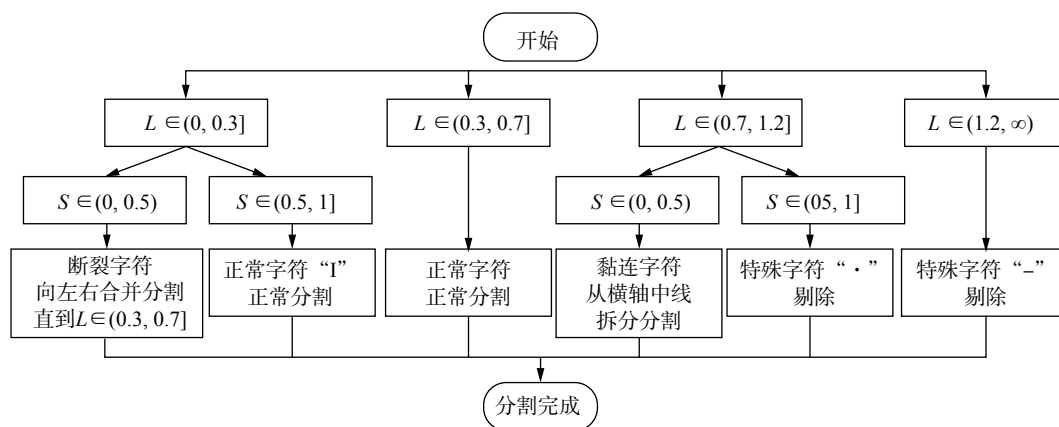 开始
L∈(0, 0.3]
L∈(0.3, 0.7]
L∈(0.7, 1.2]
L∈(1.2, ∞)
S∈(0, 0.5)
S∈(0.5, 1]
S∈(0, 0.5)
S∈(05, 1]
断裂字符
向左右合并分割
直到L∈(0.3, 0.7]
正常字符“I”
正常分割
正常字符
正常分割
黏连字符
从横轴中线
拆分分割
特殊字符“·”
剔除
特殊字符“-”
剔除
分割完成